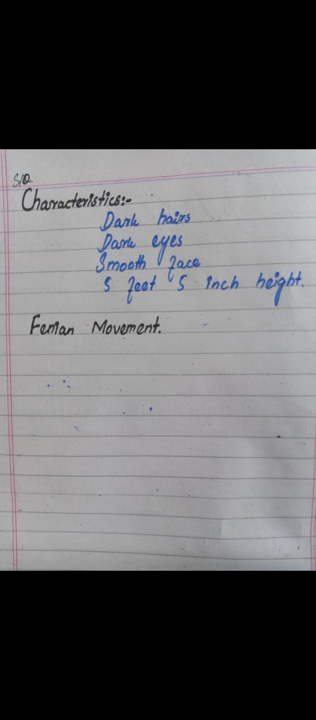 Characteristics:-
Dark hairs
Dark eyes
Smooth face
5 feet 5 inch height.
Fenian Movement.